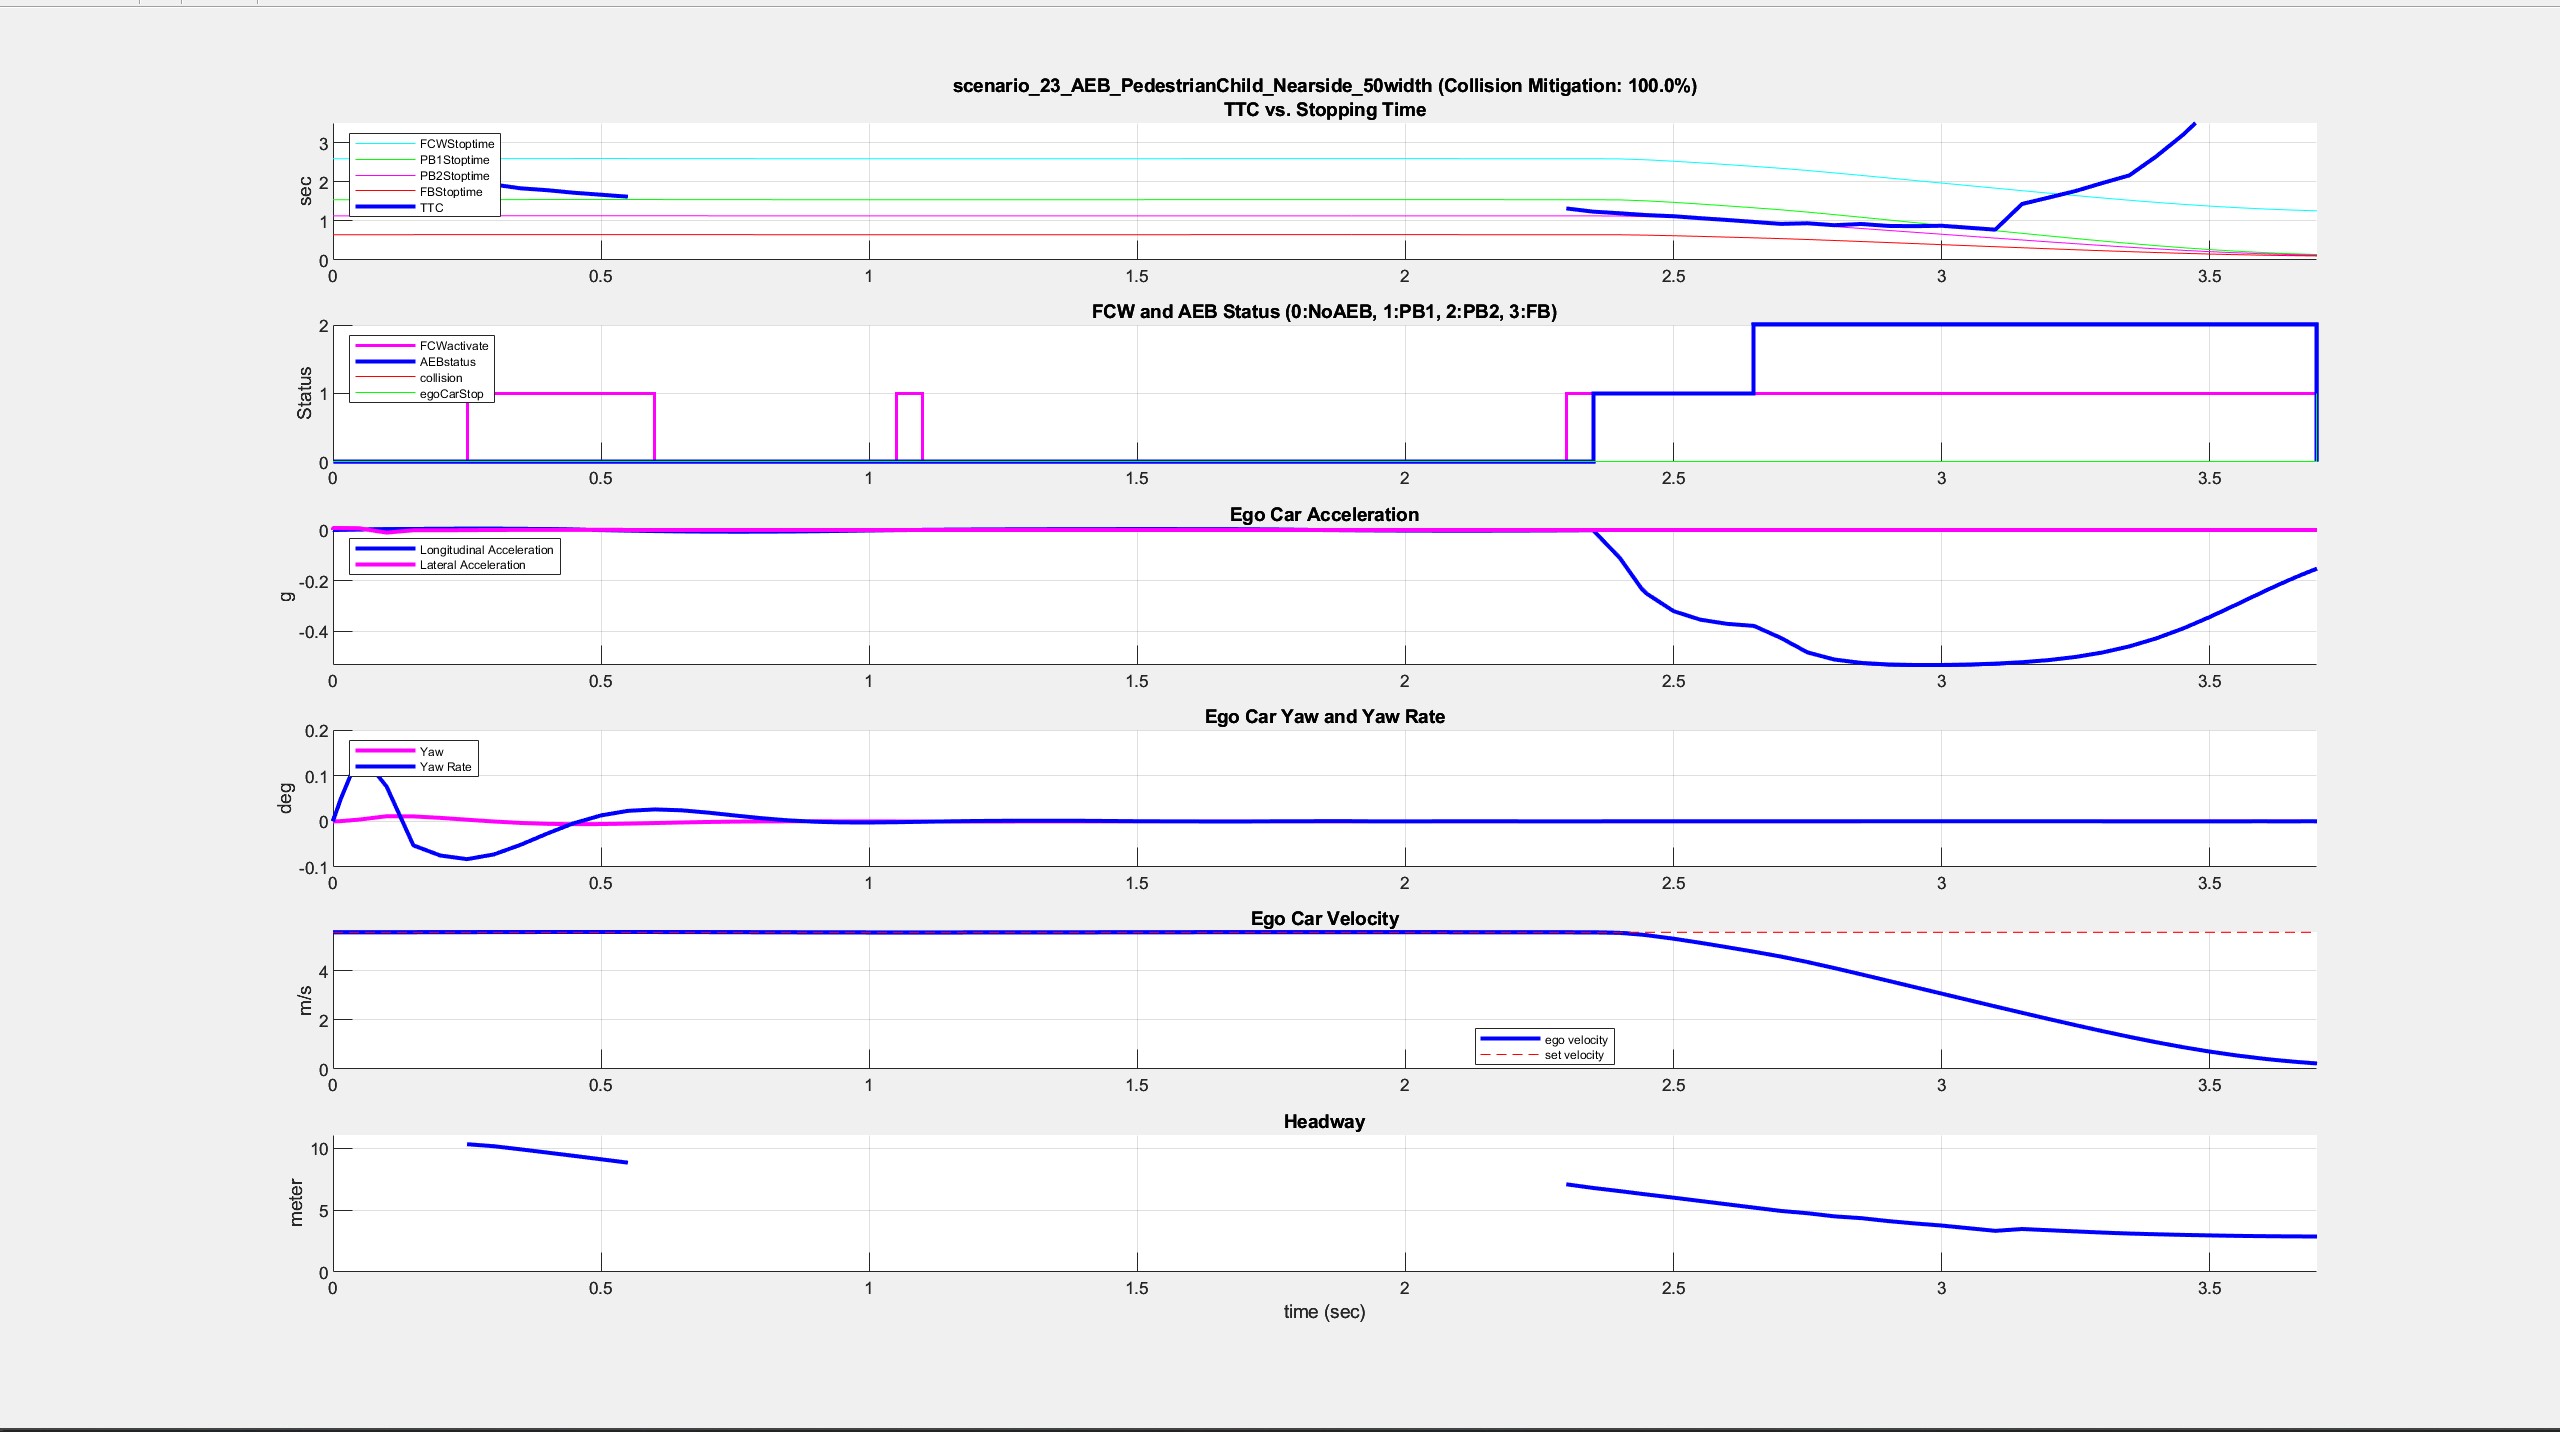 scenario_23_AEB_PedestrianChild_Nearside_50width (Collision Mitigation: 100.0%)
TTC vs. Stopping Time
sec
3
2
1
0
FCWStoptime
PB1Stoptime
PB2Stoptime
FBStoptime
TTC
0 0.5 1 1.5 2 2.5 3 3.5
FCW and AEB Status (0:NoAEB, 1:PB1, 2:PB2, 3:FB)
Status
2
1
0
FCWactivate
AEBstatus
collision
egoCarStop
0 0.5 1 1.5 2 2.5 3 3.5
Ego Car Acceleration
g
0
-0.2
-0.4
Longitudinal Acceleration
Lateral Acceleration
0 0.5 1 1.5 2 2.5 3 3.5
Ego Car Yaw and Yaw Rate
deg
0.2
0.1
0
-0.1
Yaw
Yaw Rate
0 0.5 1 1.5 2 2.5 3 3.5
Ego Car Velocity
m/s
4
2
0
ego velocity
set velocity
0 0.5 1 1.5 2 2.5 3 3.5
Headway
meter
10
5
0
0 0.5 1 1.5 2 2.5 3 3.5
time (sec)